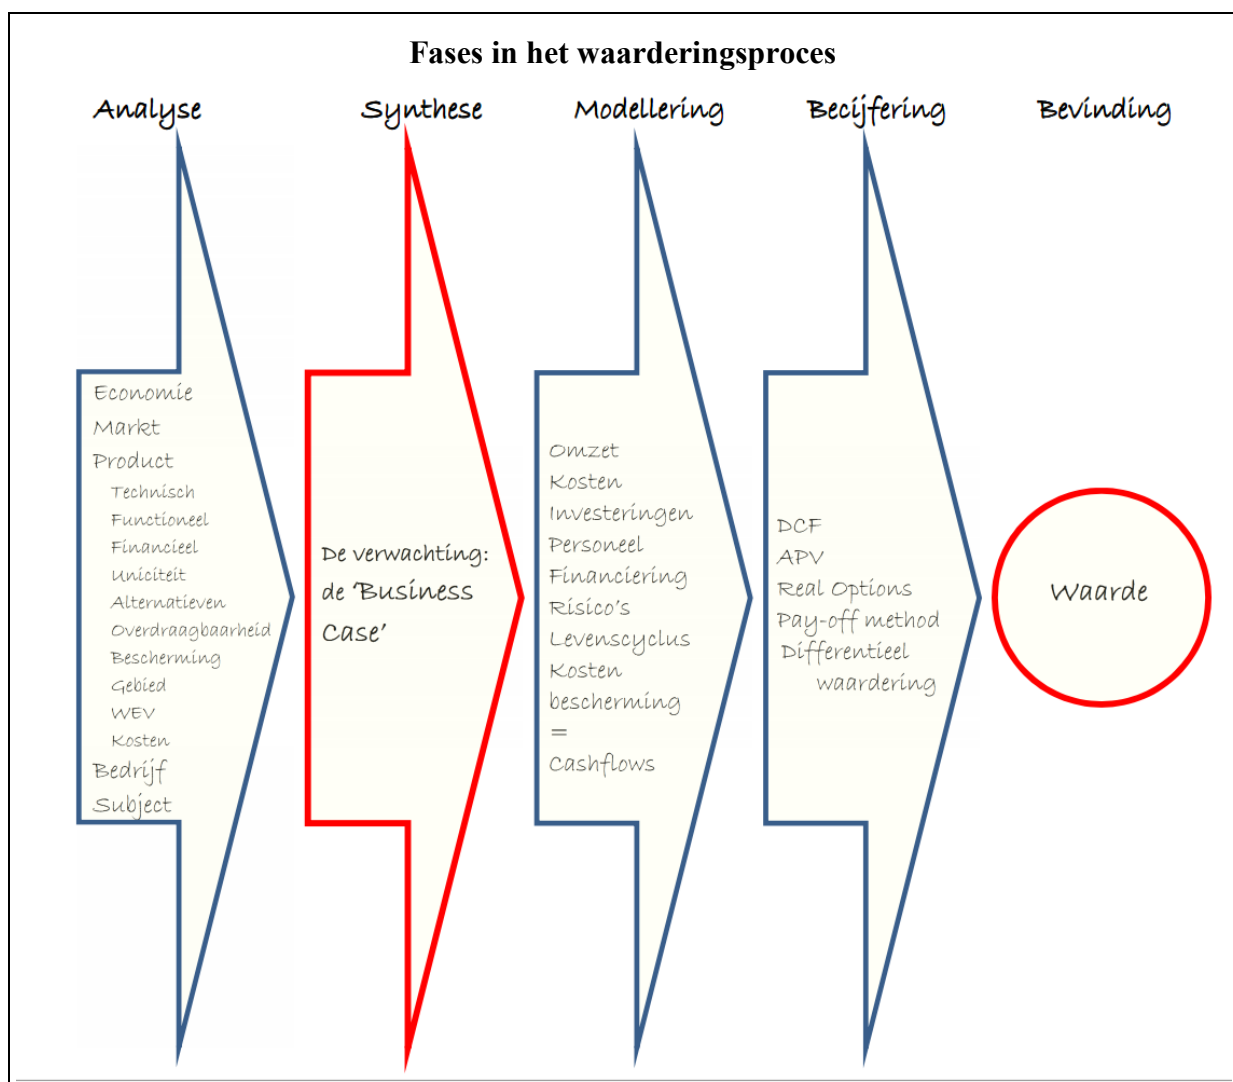 Fases in het waarderingsproces
Analyse
Synthese
Modellering
Becijfering
Bevinding
Economie
Markt
Product
Technisch
Functioneel
Financieel
Uniciteit
Alternatieven
Overdraagbaarheid
Bescherming
Gebied
WEV
Kosten
Bedrijf
Subject
De verwachting:
de 'Business
Case'
Omzet
Kosten
Investeringen
Personeel
Financiering
Risico's
Levenscyclus
Kosten
bescherming
=
Cashflows
DCF
APV
Real Options
Pay-off method
Differentieel
waardering
Waarde